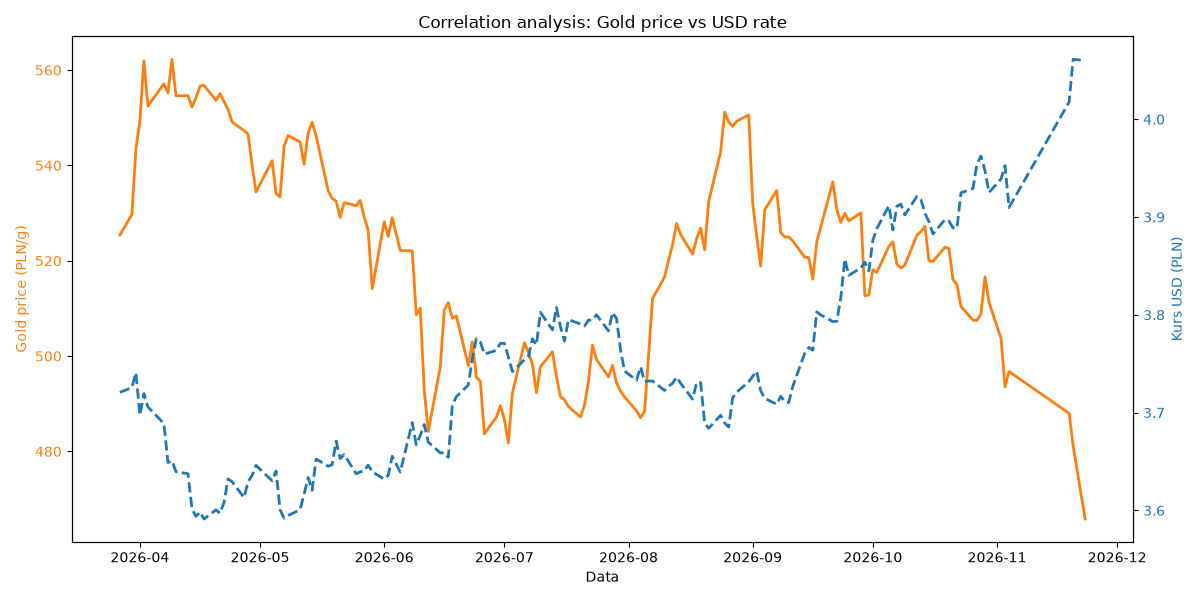 Correlation analysis: Gold price vs USD rate
Gold price (PLN/g)
560
540
520
500
480
Kurs USD (PLN)
4.0
3.9
3.8
3.7
3.6
2026-04 2026-05 2026-06 2026-07 2026-08 2026-09 2026-10 2026-11 2026-12
Data